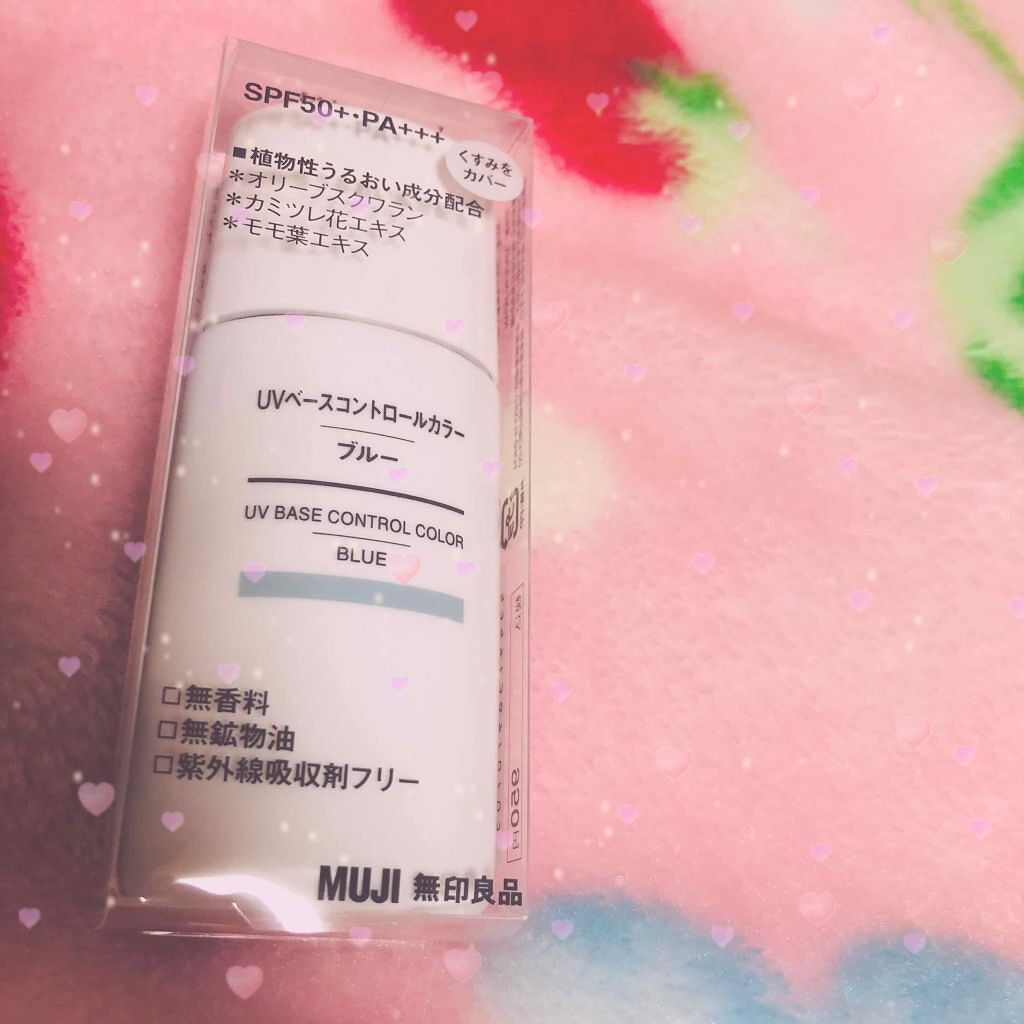 SPF50+・PA+++
くすみを
カバー
■植物性うるおい成分配合
＊オリーブスクワラン
＊カミツレ花エキス
＊モモ葉エキス
UVベースコントロールカラー
ブルー
UV BASE CONTROL COLOR
BLUE
□無香料
□無鉱物油
□紫外線吸収剤フリー
MUJI 無印良品
950円